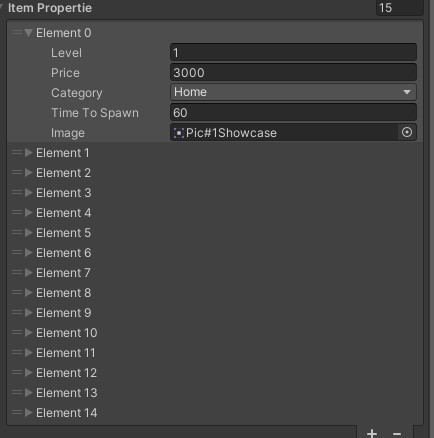 Item Propertie 15
Element 0
Level 1
Price 3000
Category Home
Time To Spawn 60
Image Pic#1Showcase
Element 1
Element 2
Element 3
Element 4
Element 5
Element 6
Element 7
Element 8
Element 9
Element 10
Element 11
Element 12
Element 13
Element 14
+ −